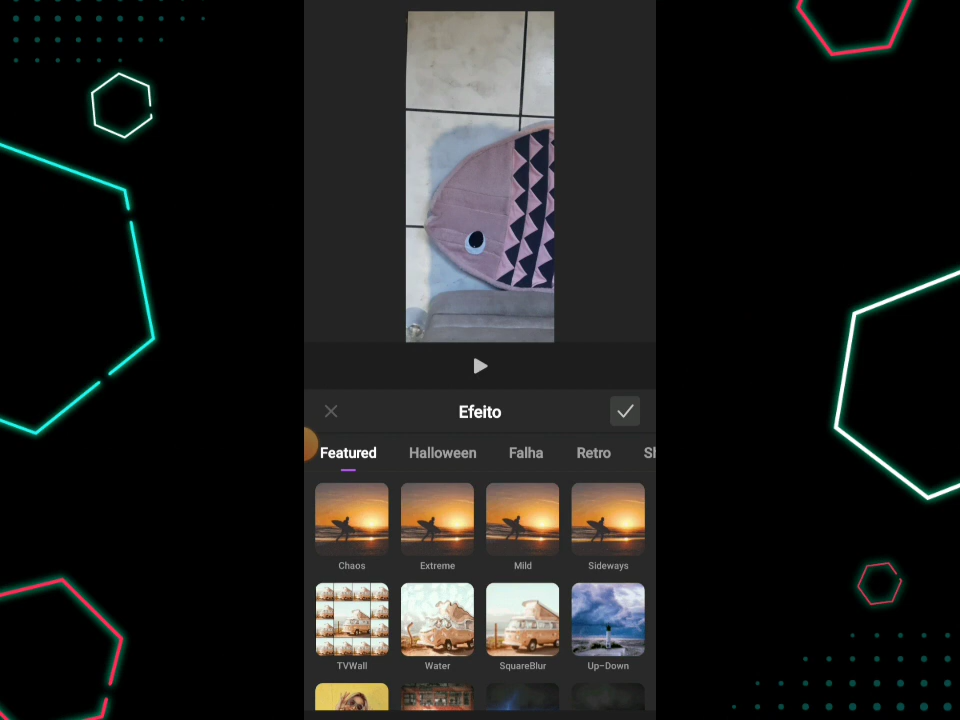 Efeito
Featured Halloween Falha Retro
Chaos Extreme Mild Sideways
TVWall Water SquareBlur Up-Down